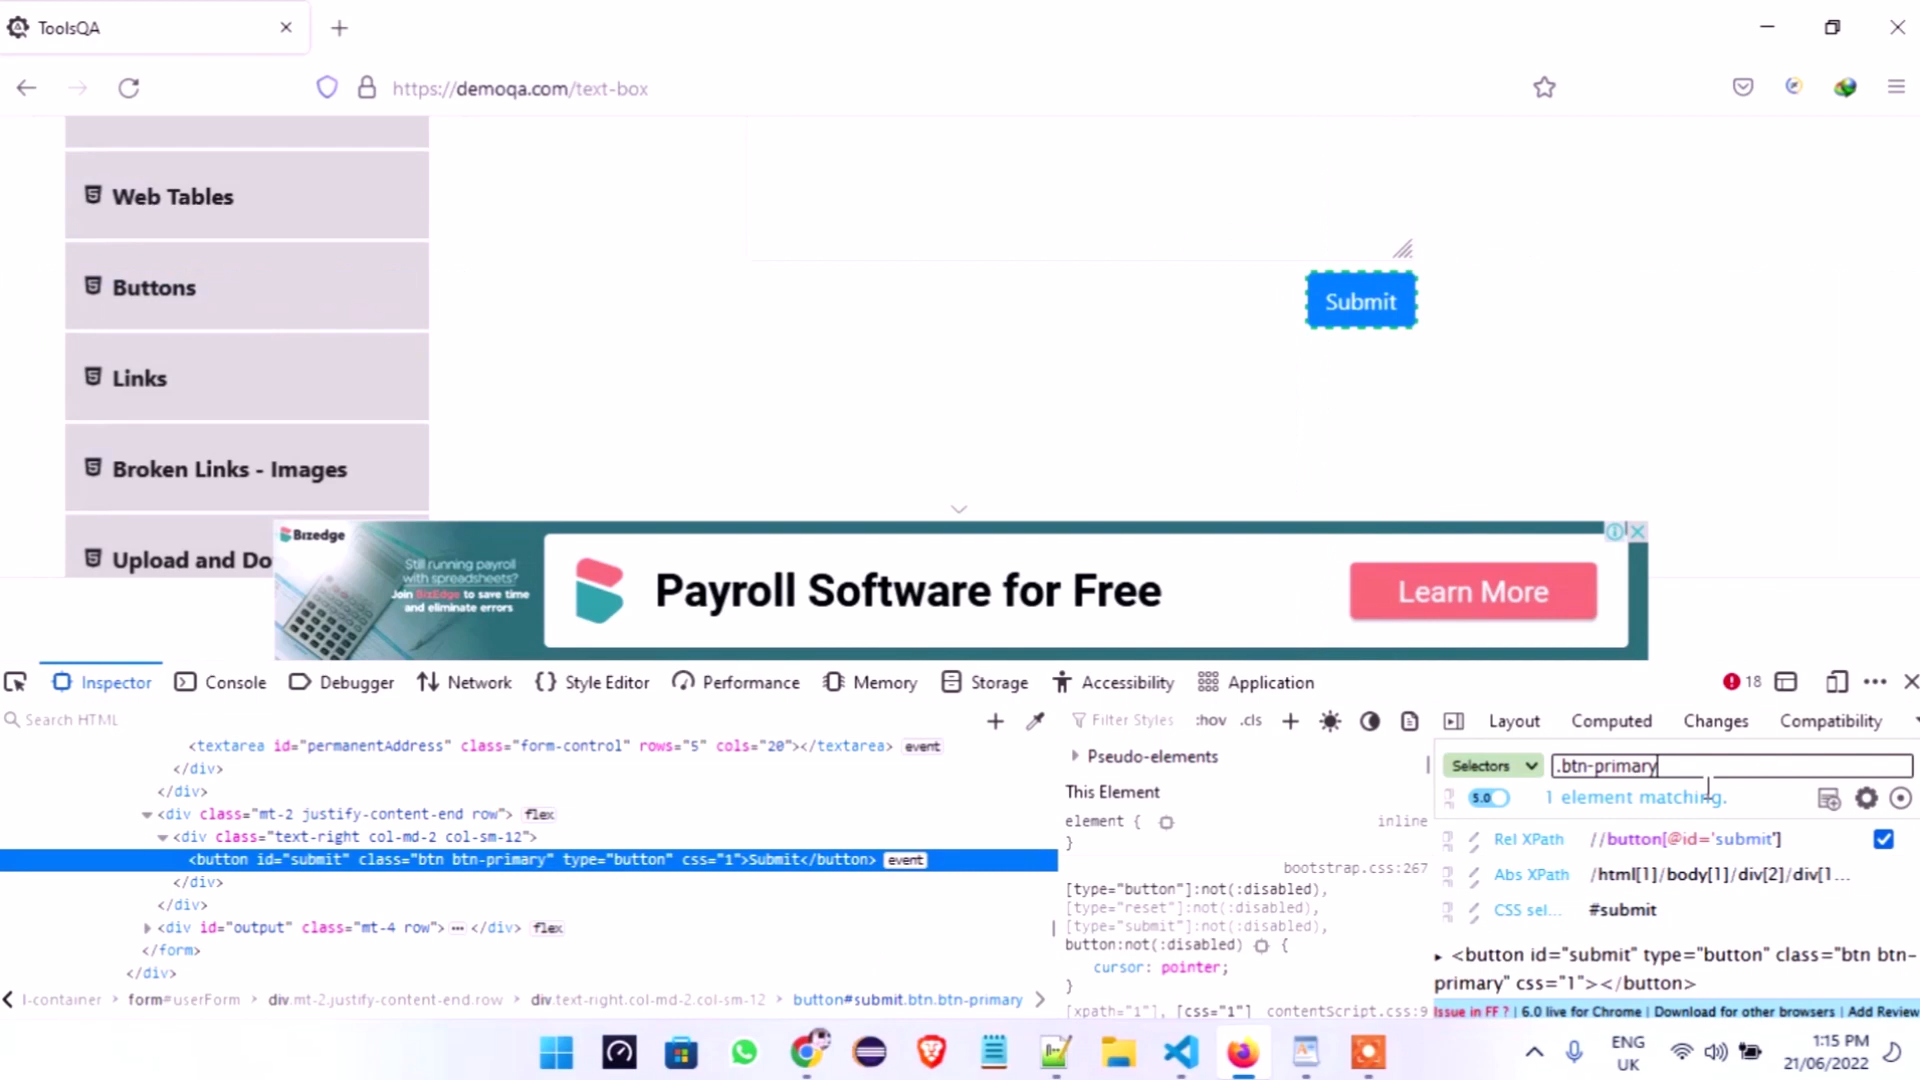 ToolsQA
https://demoqa.com/text-box
Web Tables
Buttons
Links
Broken Links - Images
Upload and Do
Submit
Bizedge
Still running payroll
with spreadsheets?
Join BizEdge to save time
and eliminate errors
Payroll Software for Free
Learn More
Inspector
Console
Debugger
Network
Style Editor
Performance
Memory
Storage
Accessibility
Application
18
Search HTML
<textarea id="permanentAddress" class="form-control" rows="5" cols="20"></textarea> event
</div>
</div>
<div class="mt-2 justify-content-end row"> flex
<div class="text-right col-md-2 col-sm-12">
<button id="submit" class="btn btn-primary" type="button" css="1">Submit</button> event
</div>
</div>
<div id="output" class="mt-4 row"> ⋯ </div> flex
</form>
</div>
l-container > form#userForm > div.mt-2.justify-content-end.row > div.text-right.col-md-2.col-sm-12 > button#submit.btn.btn-primary
Filter Styles :hov .cls
Pseudo-elements
This Element
element { inline
}
bootstrap.css:267
[type="button"]:not(:disabled),
[type="reset"]:not(:disabled),
[type="submit"]:not(:disabled),
button:not(:disabled) {
cursor: pointer;
}
[xpath="1"], [css="1"] contentScript.css:9
Layout
Computed
Changes
Compatibility
Selectors
.btn-primary
5.0 1 element matching.
Rel XPath //button[@id='submit']
Abs XPath /html[1]/body[1]/div[2]/div[1...
CSS sel... #submit
<button id="submit" type="button" class="btn btn-
primary" css="1"></button>
Issue in FF ? | 6.0 live for Chrome | Download for other browsers | Add Review
ENG
UK
1:15 PM
21/06/2022